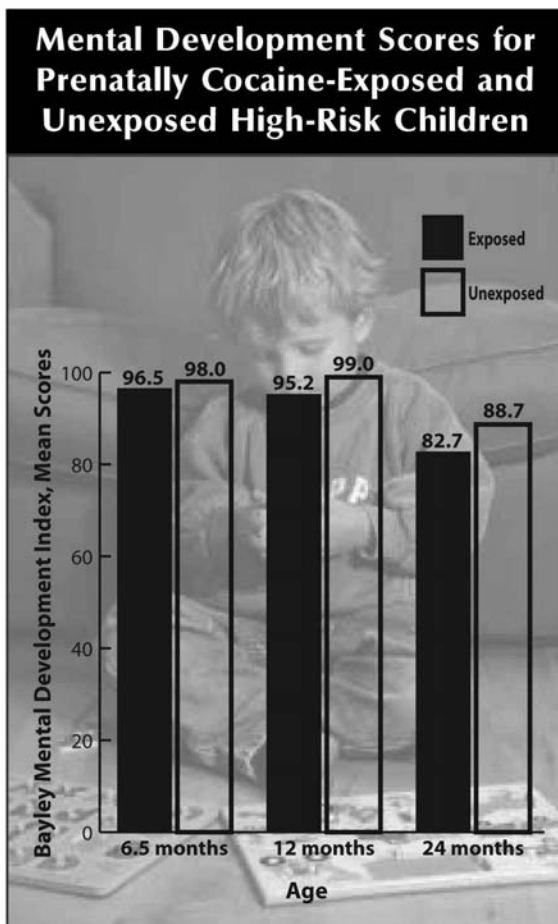 Mental Development Scores for
Prenatally Cocaine-Exposed and
Unexposed High-Risk Children
Exposed
Unexposed
Bayley Mental Development Index, Mean Scores
100
80
60
40
20
0
96.5
98.0
95.2
99.0
82.7
88.7
6.5 months
12 months
24 months
Age